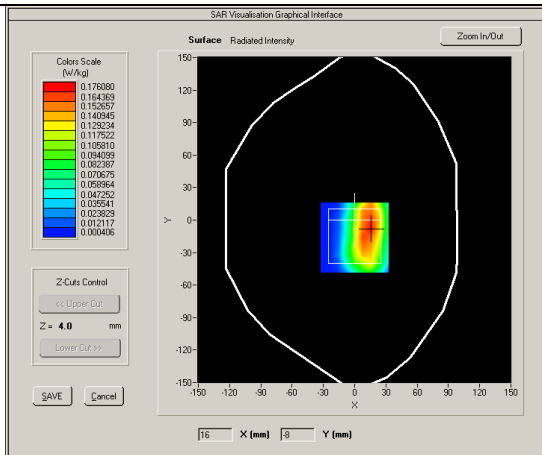 SAR Visualisation Graphical Interface
Surface Radiated Intensity
Zoom In/Out
Colors Scale
(W/kg)
0.176080
0.164369
0.152657
0.140945
0.129234
0.117522
0.105810
0.094099
0.082387
0.070675
0.058964
0.047252
0.035541
0.023829
0.012117
0.000406
Z-Cuts Control
<< Upper Cut
Z = 4.0 mm
Lower Cut >>
SAVE
Cancel
150
120
90
60
30
0
-30
-60
-90
-120
-150
Y
-150 -120 -90 -60 -30 0 30 60 90 120 150
X
16 X (mm) -8 Y (mm)